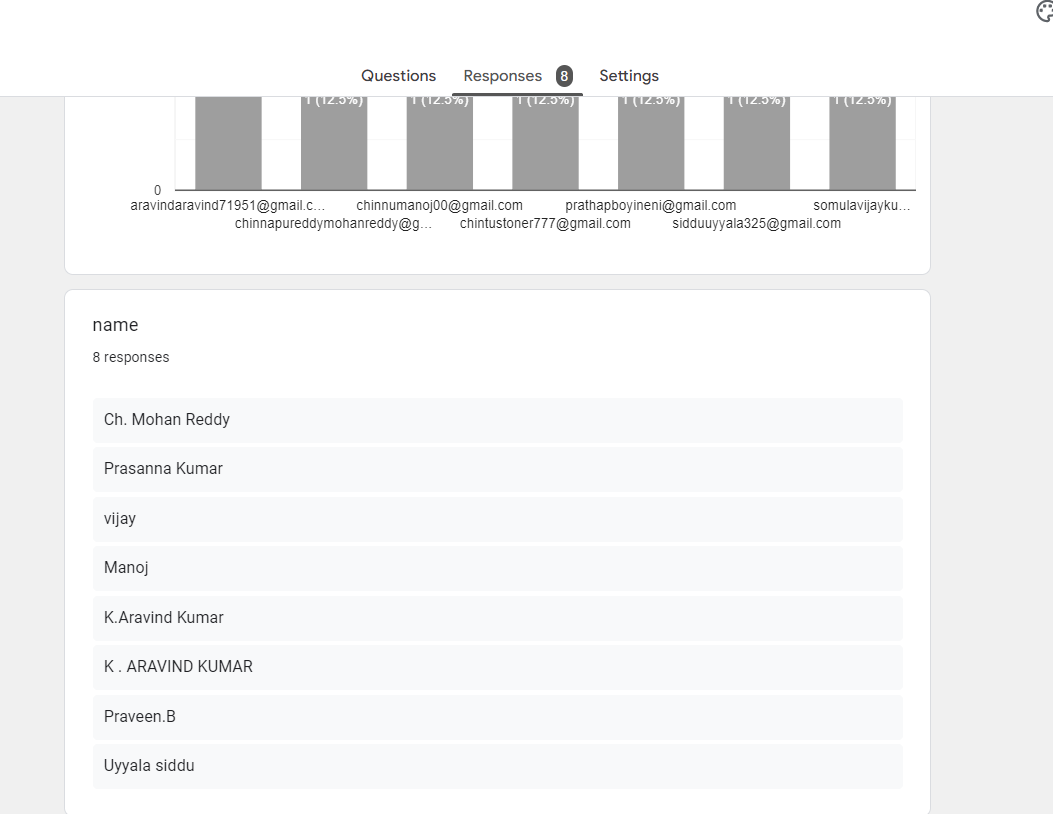 Questions Responses 8 Settings
1 (12.5%) 1 (12.5%) 1 (12.5%) 1 (12.5%) 1 (12.5%) 1 (12.5%)
0
aravindaravind71951@gmail.c... chinnumanoj00@gmail.com prathapboyineni@gmail.com somulavijayku...
chinnapureddymohanreddy@g... chintustoner777@gmail.com sidduuyyala325@gmail.com
name
8 responses
Ch. Mohan Reddy
Prasanna Kumar
vijay
Manoj
K.Aravind Kumar
K . ARAVIND KUMAR
Praveen.B
Uyyala siddu